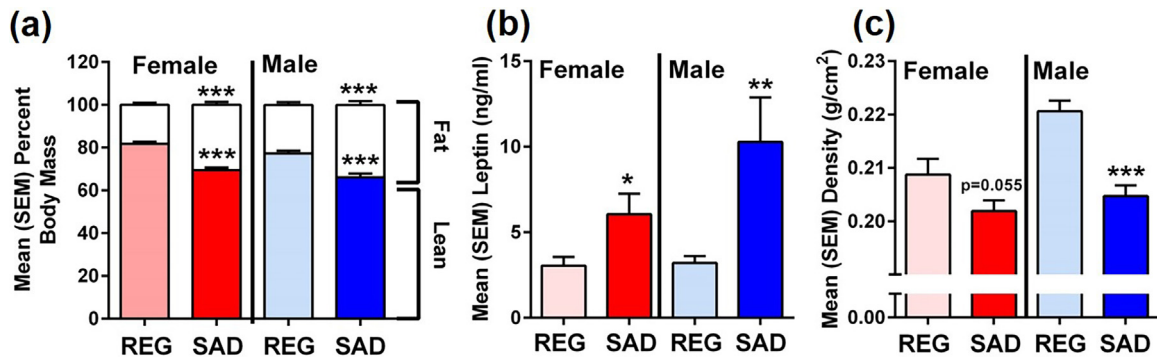 (a)
Mean (SEM) Percent
Body Mass
120
100
80
60
40
20
0
Female
Male
***
***
***
***
Fat
Lean
REG
SAD
REG
SAD
(b)
Mean (SEM) Leptin (ng/ml)
15
10
5
0
Female
Male
*
**
REG
SAD
REG
SAD
(c)
Mean (SEM) Density (g/cm²)
0.23
0.22
0.21
0.20
0.00
Female
Male
p=0.055
***
REG
SAD
REG
SAD